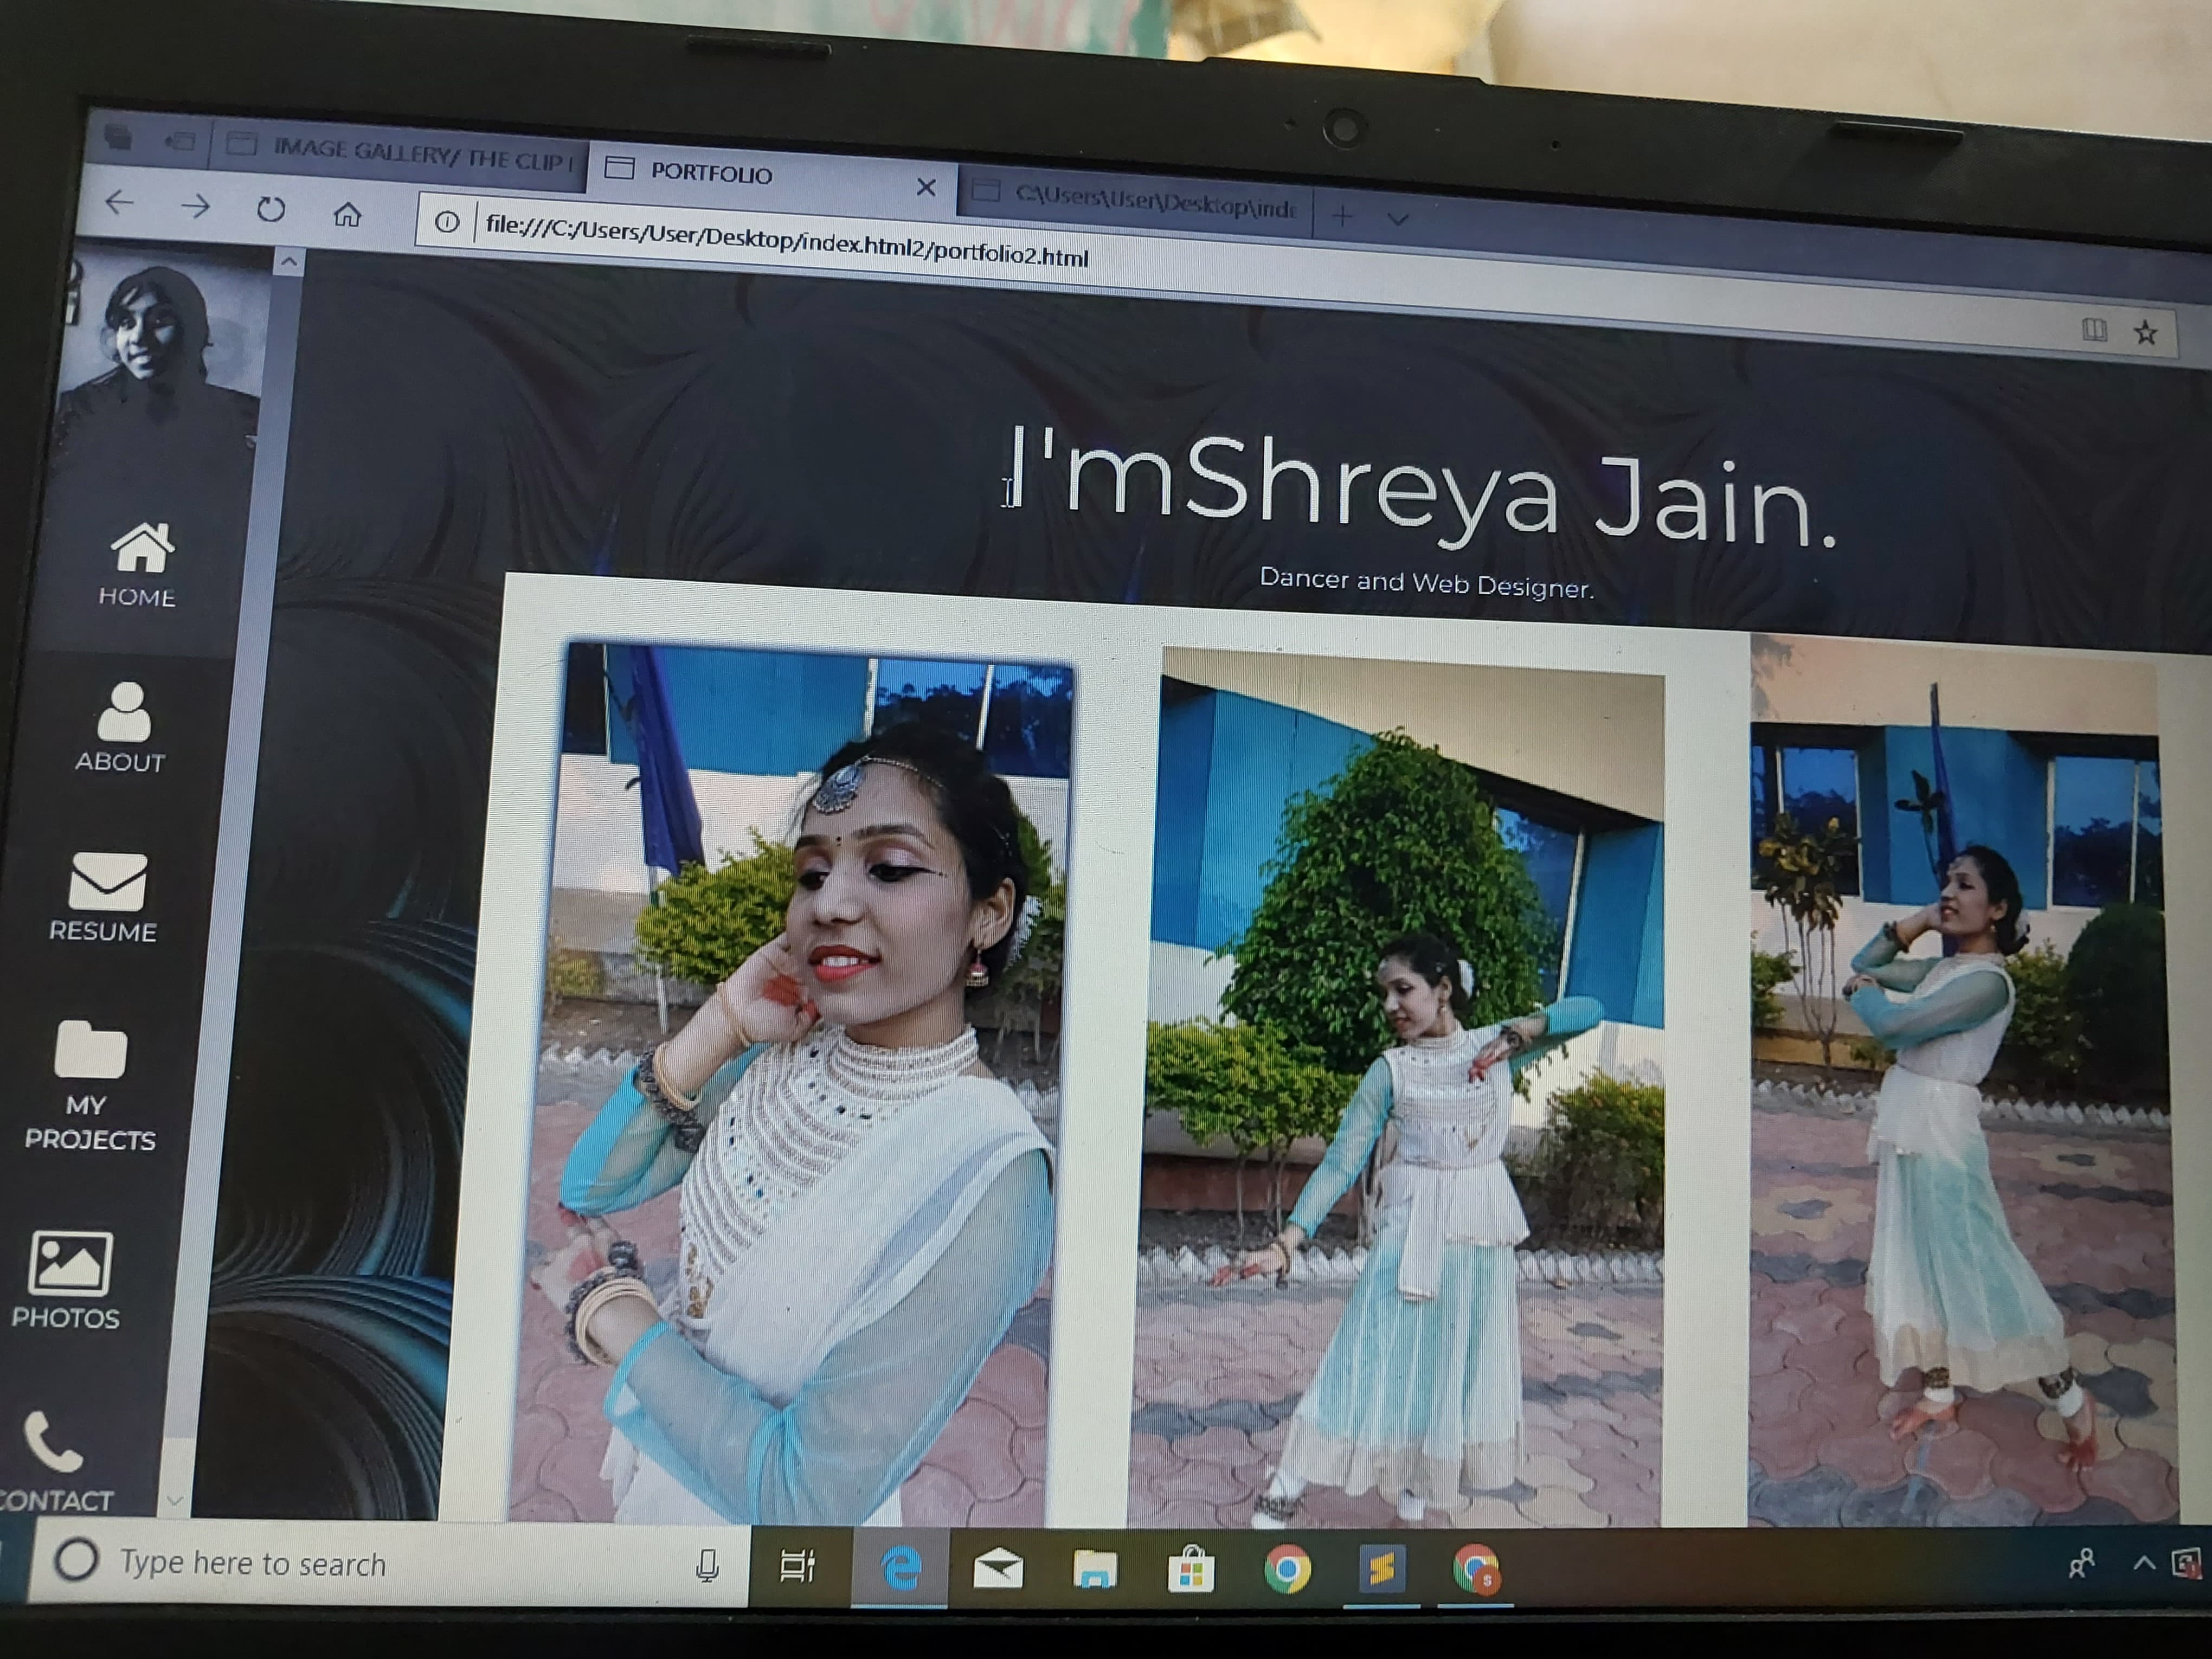 IMAGE GALLERY/ THE CLIP
PORTFOLIO
C:\Users\User\Desktop\inde
file:///C:/Users/User/Desktop/index.html2/portfolio2.html
I'mShreya Jain.
Dancer and Web Designer.
HOME
ABOUT
RESUME
MY
PROJECTS
PHOTOS
CONTACT
Type here to search